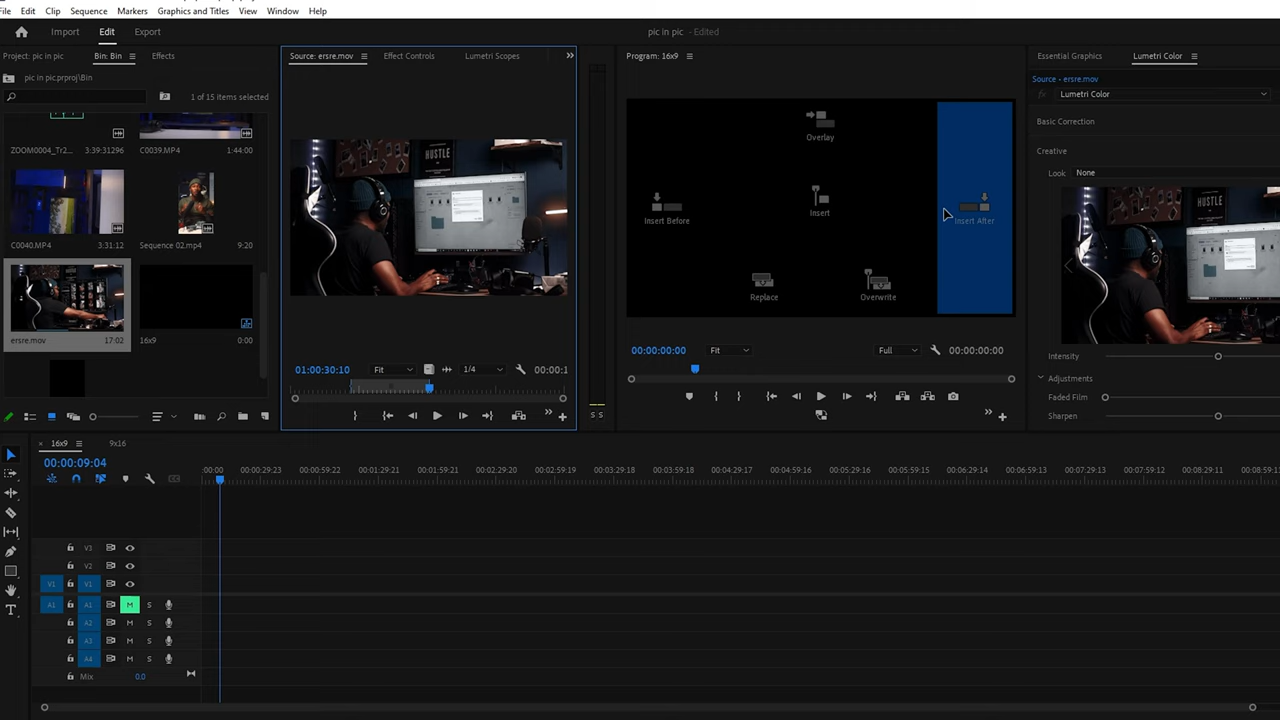 File Edit Clip Sequence Markers Graphics and Titles View Window Help
Import Edit Export
pic in pic - Edited
Project: pic in pic Bin: Bin Effects
pic in pic.prproj\Bin
1 of 15 items selected
ZOOM0004_Tr2... 3:39:31296
C0039.MP4 1:44:00
C0040.MP4 3:31:12
Sequence 02.mp4 9:20
ersre.mov 17:02
16x9 0:00
Source: ersre.mov Effect Controls Lumetri Scopes
HUSTLE
01:00:30:10 Fit 1/4 00:00:1
Program: 16x9
Overlay
Insert Before
Insert
Insert After
Replace
Overwrite
00:00:00:00 Fit Full 00:00:00:00
Essential Graphics Lumetri Color
Source - ersre.mov
fx Lumetri Color
Basic Correction
Creative
Look None
Intensity
Adjustments
Faded Film
Sharpen
16x9 9x16
00:00:09:04
:00:00 00:00:29:23 00:00:59:22 00:01:29:21 00:01:59:21 00:02:29:20 00:02:59:19 00:03:29:18 00:03:59:18 00:04:29:17 00:04:59:16 00:05:29:16 00:05:59:15 00:06:29:14 00:06:59:13 00:07:29:13 00:07:59:12 00:08:29:11 00:08:59:1
V3
V2
V1 V1
A1 A1 M S
A2 M S
A3 M S
A4 M S
Mix 0.0
S S
T